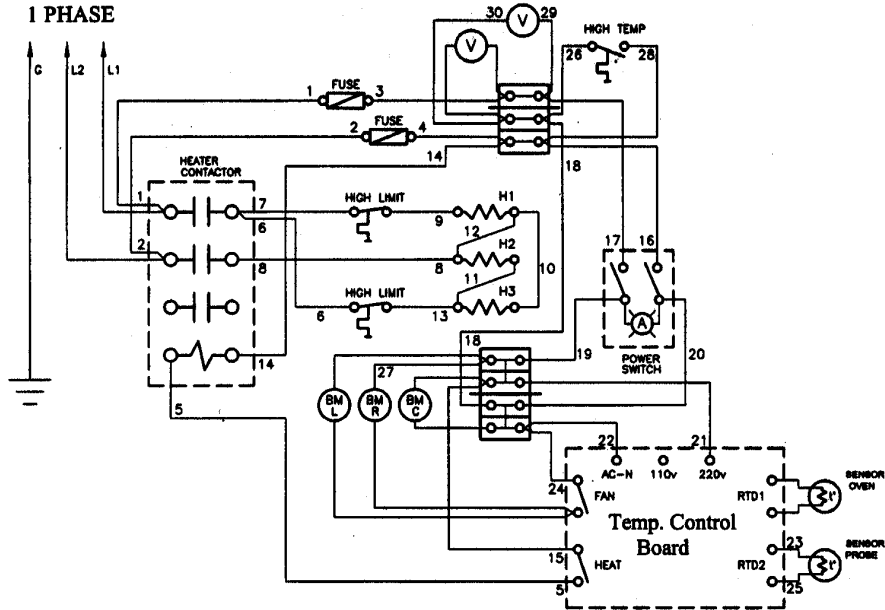 1 PHASE
30 V 29
V
HIGH TEMP
26 28
G L2 L1
FUSE
1 3
FUSE
2 4
14 18
HEATER
CONTACTOR
1 7 HIGH LIMIT H1
6 9
12
2 8 8 H2
11 10
HIGH LIMIT H3
6 13
14
5
17 16
A
POWER
SWITCH
19 20
18
27
BM
L
BM
R
BM
C
22 21
AC-N 110v 220v
24 FAN RTD1
SENSOR
OVEN
t°
Temp. Control
Board
15 HEAT RTD2
5
23
25
SENSOR
PROBE
t°